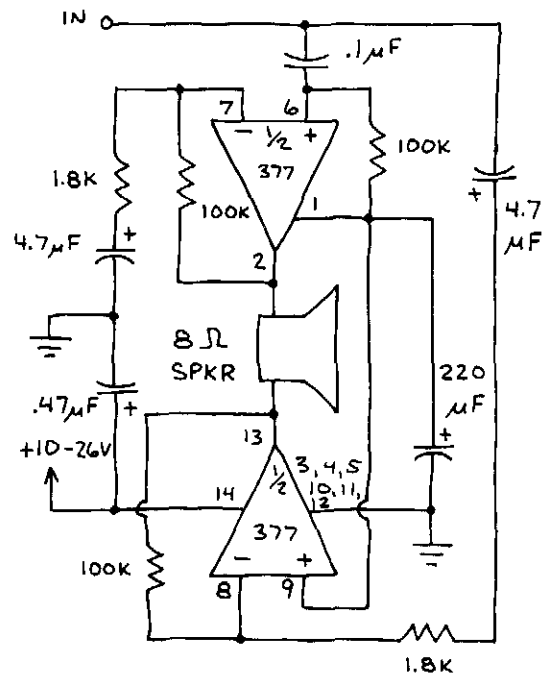 IN
.1µF
7
6
−
½
+
377
100K
1.8K
100K
1
+
4.7
µF
4.7µF
+
2
8Ω
SPKR
.47µF
+
220
µF
+
+10-26V
13
14
½
3, 4, 5
10, 11,
12
377
100K
−
+
8
9
1.8K